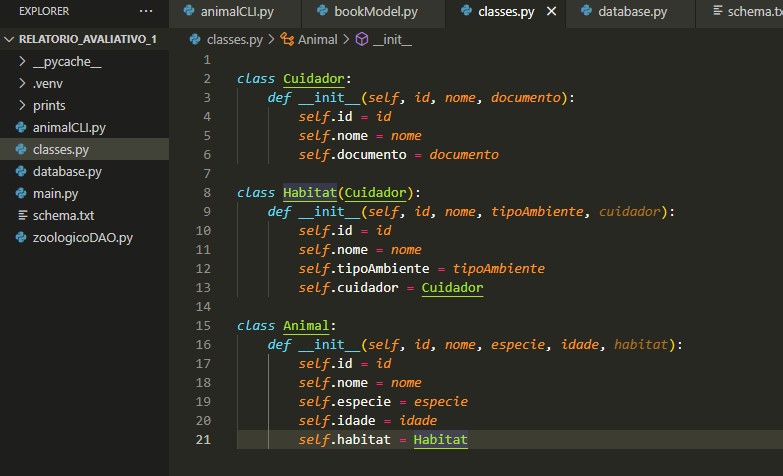 EXPLORER ···
RELATORIO_AVALIATIVO_1
__pycache__
.venv
prints
animalCLI.py
classes.py
database.py
main.py
schema.txt
zoologicoDAO.py
animalCLI.py bookModel.py classes.py database.py schema.tx
classes.py > Animal > __init__
1
2 class Cuidador:
3 def __init__(self, id, nome, documento):
4 self.id = id
5 self.nome = nome
6 self.documento = documento
7
8 class Habitat(Cuidador):
9 def __init__(self, id, nome, tipoAmbiente, cuidador):
10 self.id = id
11 self.nome = nome
12 self.tipoAmbiente = tipoAmbiente
13 self.cuidador = Cuidador
14
15 class Animal:
16 def __init__(self, id, nome, especie, idade, habitat):
17 self.id = id
18 self.nome = nome
19 self.especie = especie
20 self.idade = idade
21 self.habitat = Habitat